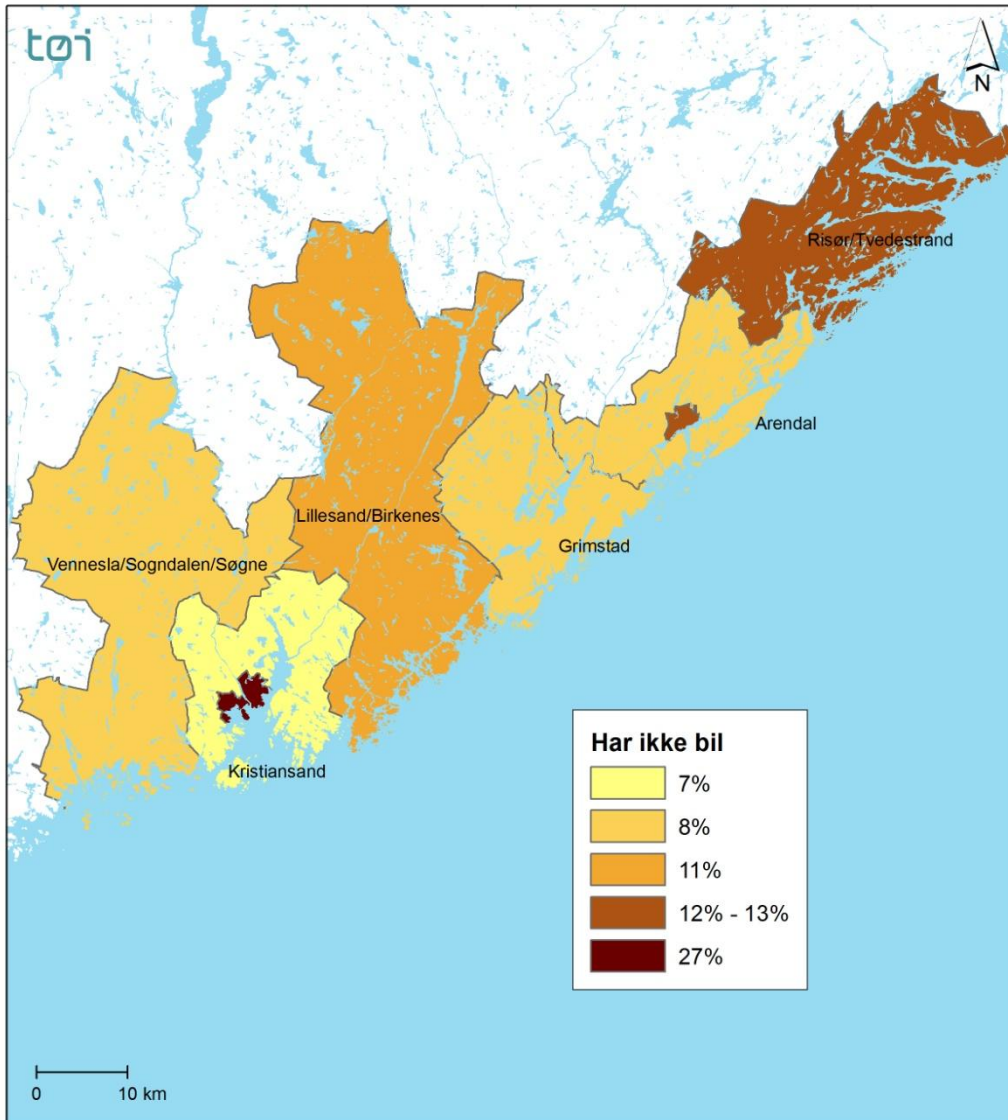 tøi
N
Risør/Tvedestrand
Arendal
Lillesand/Birkenes
Grimstad
Vennesla/Sogndalen/Søgne
Kristiansand
Har ikke bil
7%
8%
11%
12% - 13%
27%
0 10 km